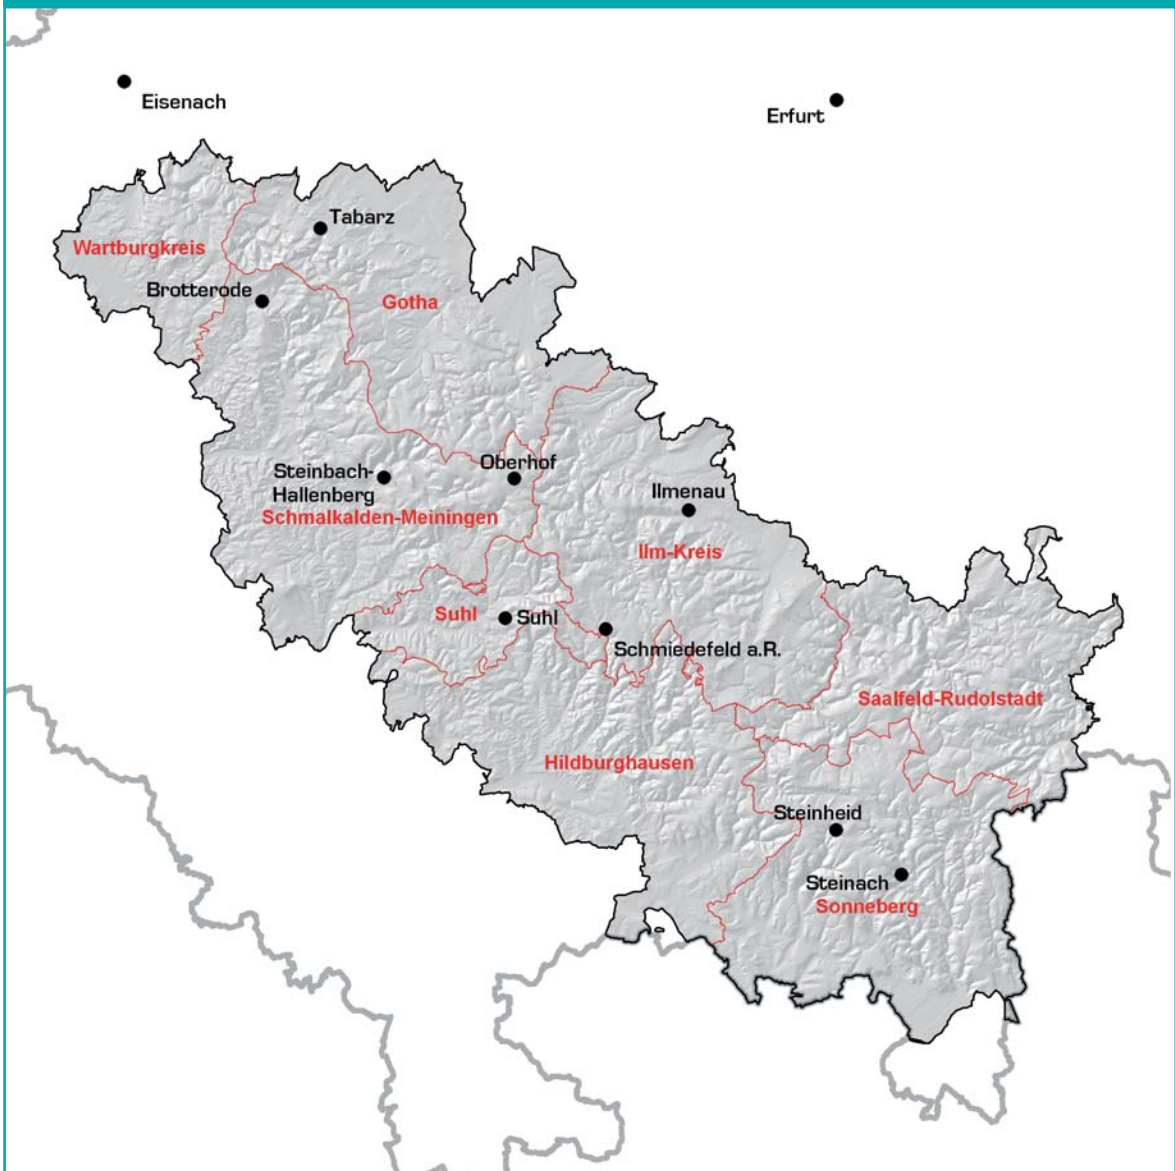 Eisenach
Erfurt
Tabarz
Wartburgkreis
Brotterode
Gotha
Oberhof
Steinbach-
Hallenberg
Ilmenau
Schmalkalden-Meiningen
Ilm-Kreis
Suhl
Suhl
Schmiedefeld a.R.
Saalfeld-Rudolstadt
Hildburghausen
Steinheid
Steinach
Sonneberg